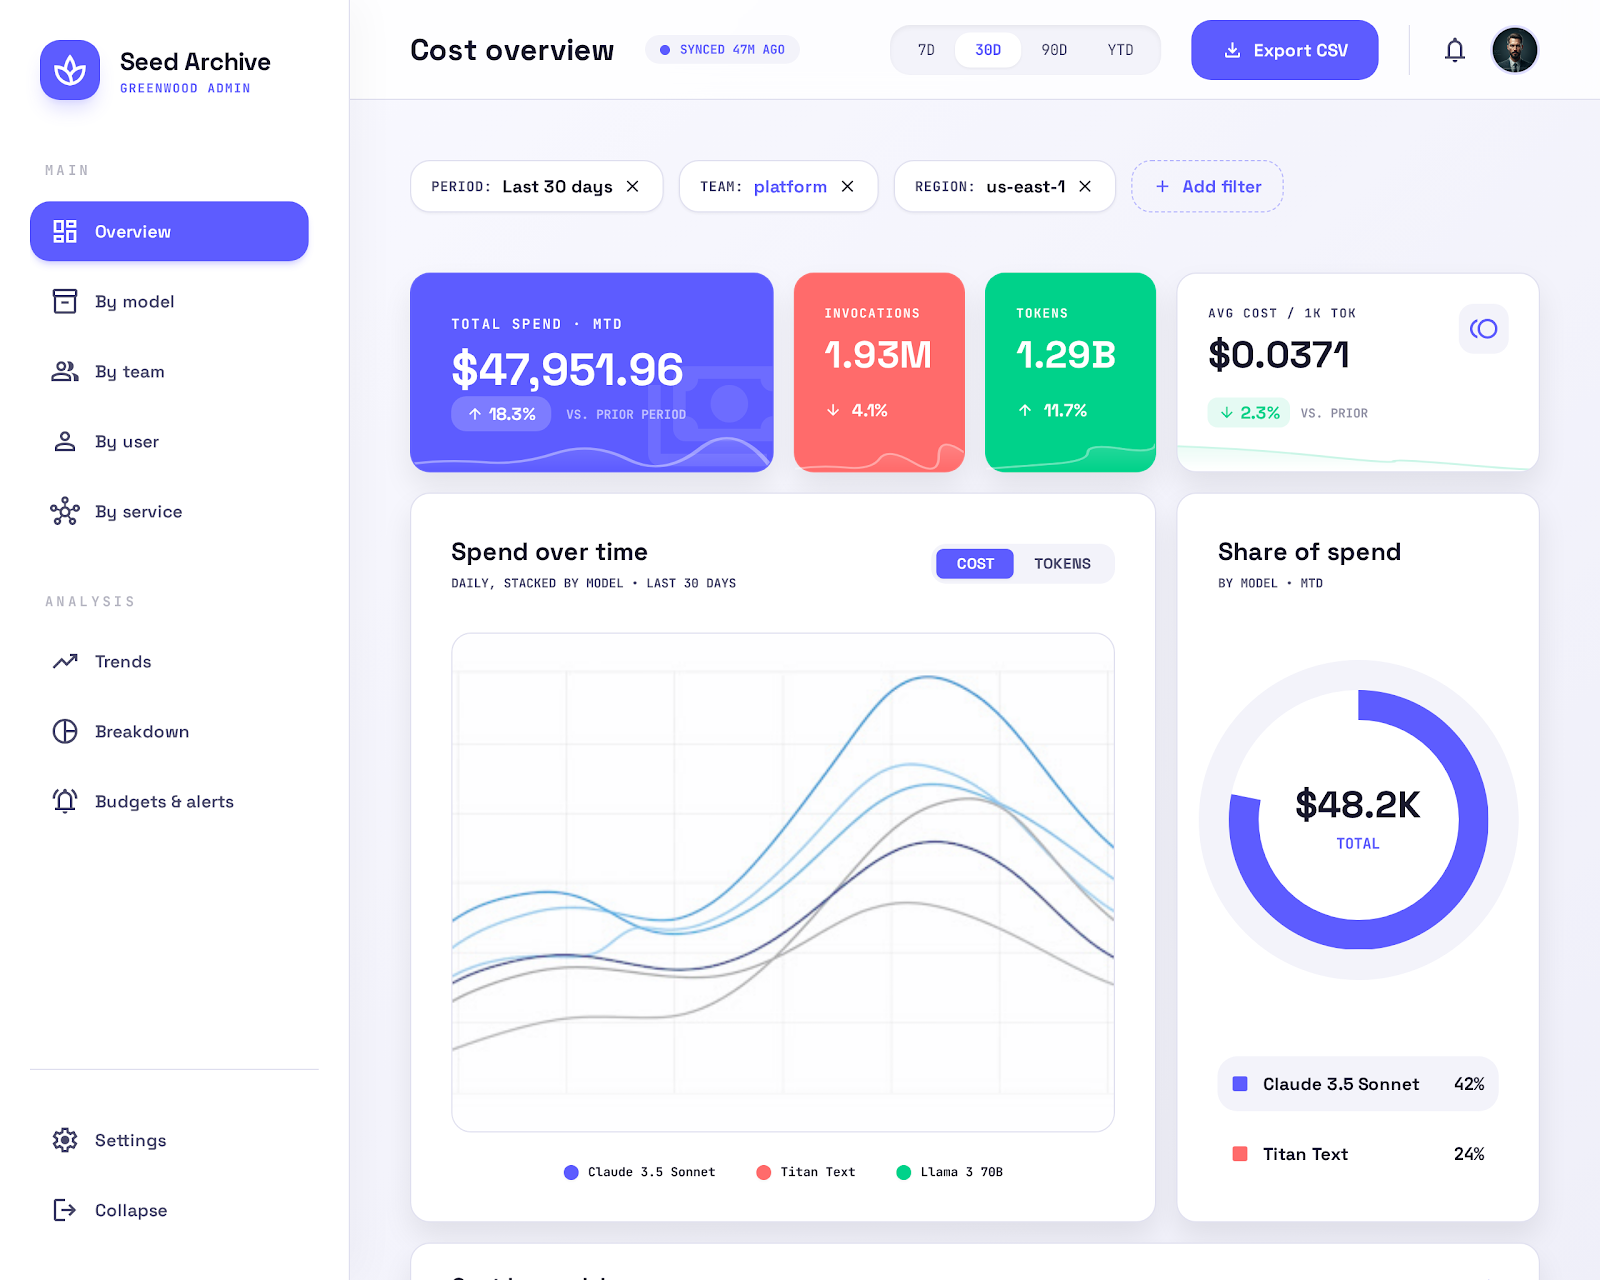 Seed Archive
GREENWOOD ADMIN
MAIN
Overview
By model
By team
By user
By service
ANALYSIS
Trends
Breakdown
Budgets & alerts
Settings
Collapse
Cost overview
SYNCED 47M AGO
7D
30D
90D
YTD
Export CSV
PERIOD: Last 30 days
TEAM: platform
REGION: us-east-1
Add filter
TOTAL SPEND · MTD
$47,951.96
↑ 18.3%
VS. PRIOR PERIOD
INVOCATIONS
1.93M
↓ 4.1%
TOKENS
1.29B
↑ 11.7%
AVG COST / 1K TOK
$0.0371
↓ 2.3%
VS. PRIOR
Spend over time
DAILY, STACKED BY MODEL • LAST 30 DAYS
COST
TOKENS
Claude 3.5 Sonnet
Titan Text
Llama 3 70B
Share of spend
BY MODEL • MTD
$48.2K
TOTAL
Claude 3.5 Sonnet 42%
Titan Text 24%